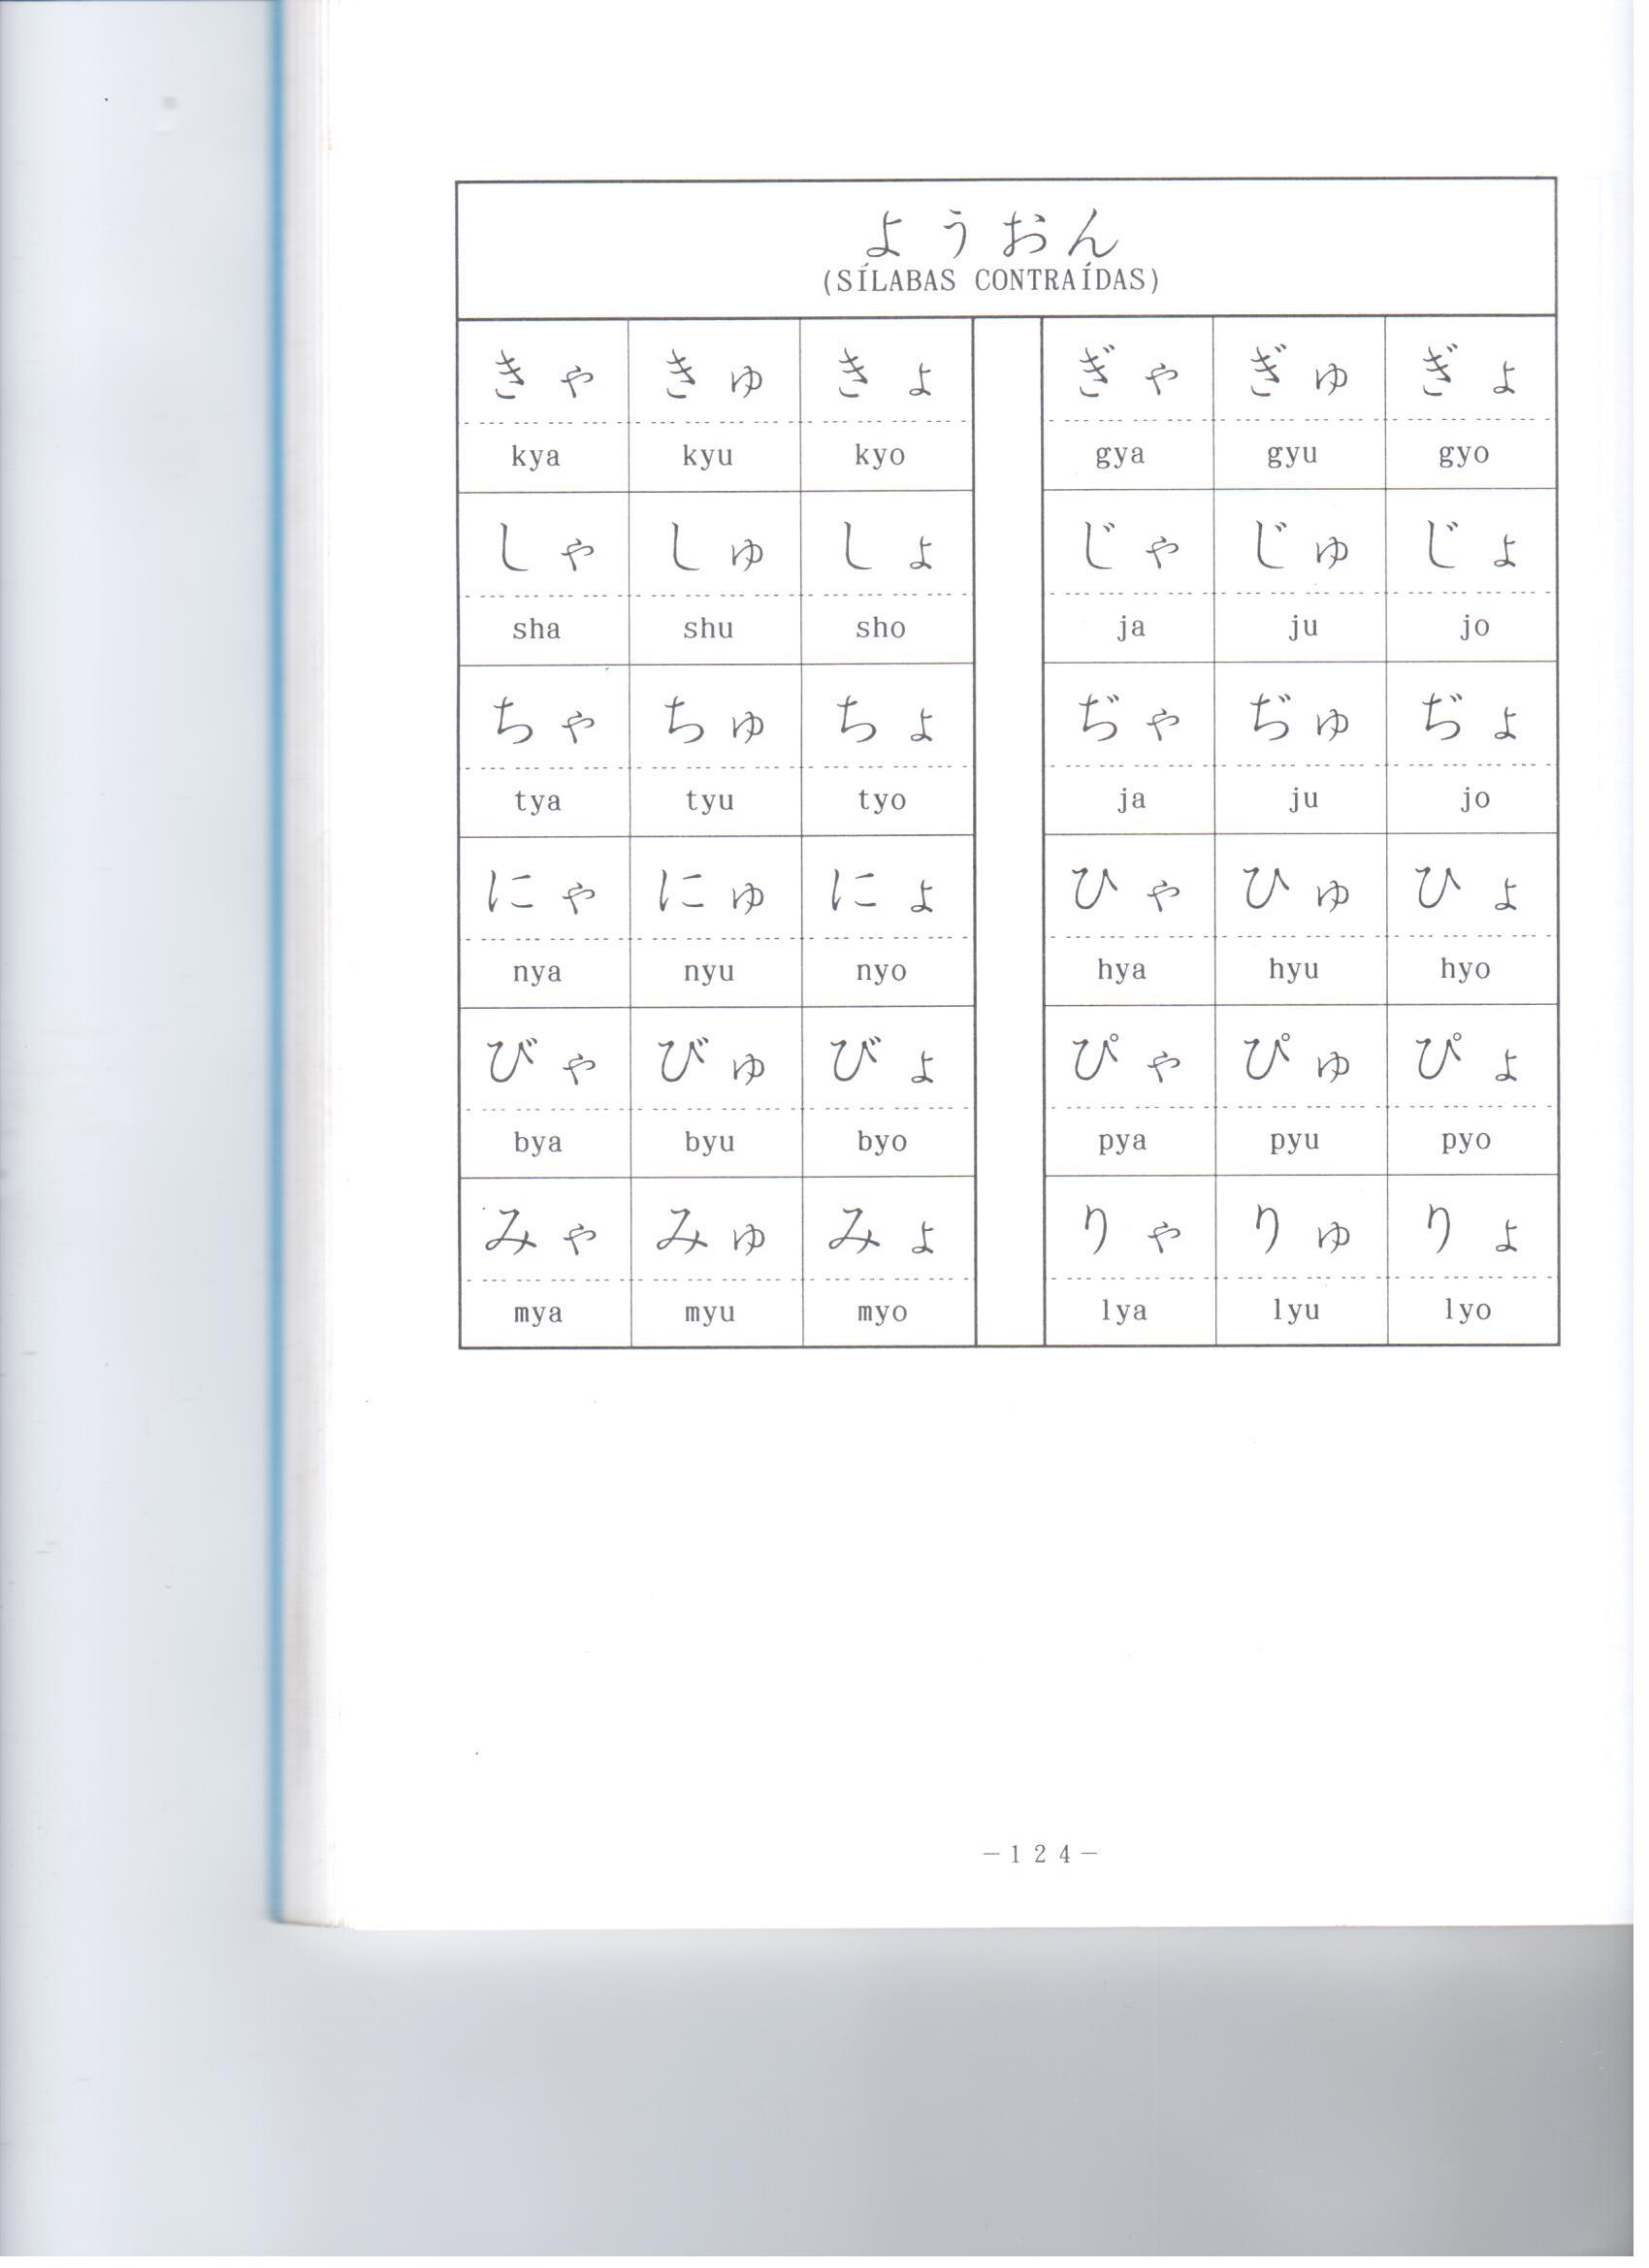 ようおん
(SÍLABAS CONTRAÍDAS)
きゃ きゅ きょ ぎゃ ぎゅ ぎょ
kya kyu kyo gya gyu gyo
しゃ しゅ しょ じゃ じゅ じょ
sha shu sho ja ju jo
ちゃ ちゅ ちょ ぢゃ ぢゅ ぢょ
tya tyu tyo ja ju jo
にゃ にゅ にょ ひゃ ひゅ ひょ
nya nyu nyo hya hyu hyo
びゃ びゅ びょ ぴゃ ぴゅ ぴょ
bya byu byo pya pyu pyo
みゃ みゅ みょ りゃ りゅ りょ
mya myu myo lya lyu lyo
－124－